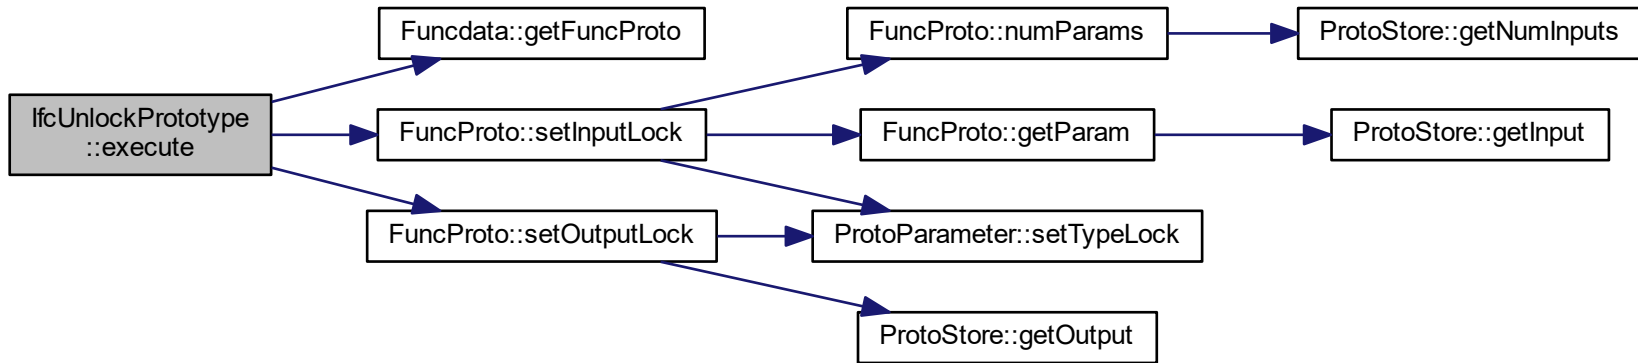 IfcUnlockPrototype
::execute
Funcdata::getFuncProto
FuncProto::setInputLock
FuncProto::setOutputLock
FuncProto::numParams
FuncProto::getParam
ProtoParameter::setTypeLock
ProtoStore::getOutput
ProtoStore::getNumInputs
ProtoStore::getInput